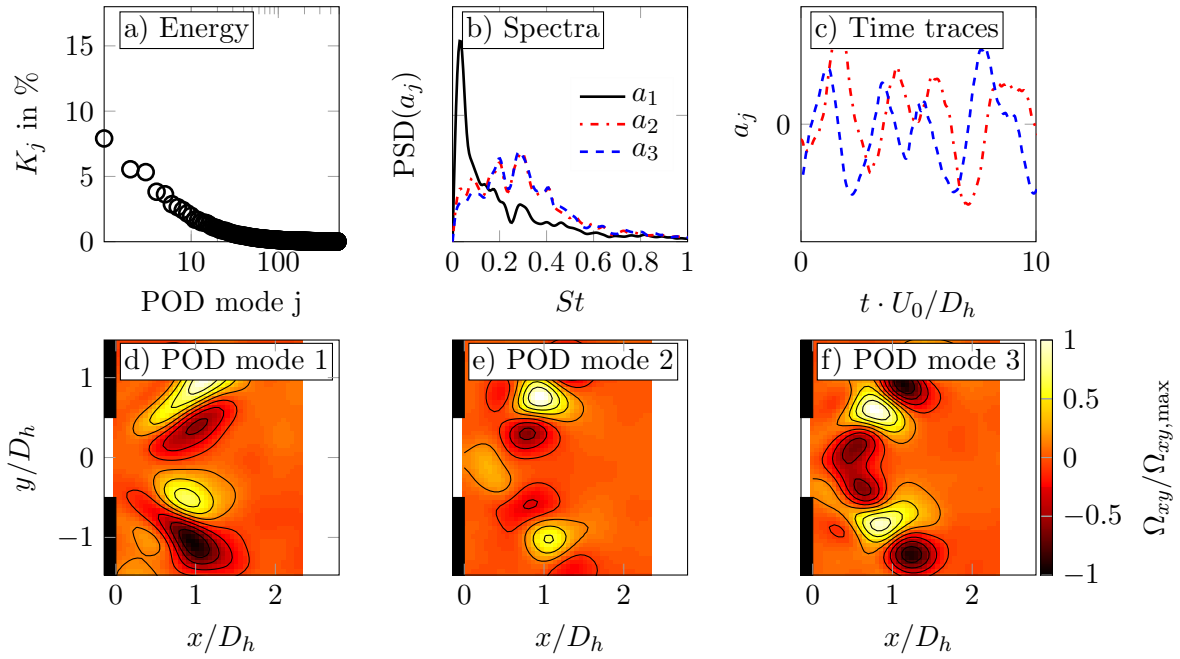 a) Energy
b) Spectra
c) Time traces
15
10
5
0
K_j in %
10
100
POD mode j
PSD(a_j)
a_1
a_2
a_3
0
0.2
0.4
0.6
0.8
1
St
a_j
0
0
10
t · U_0/D_h
d) POD mode 1
e) POD mode 2
f) POD mode 3
y/D_h
1
0
−1
0
1
2
x/D_h
0
1
2
x/D_h
0
1
2
x/D_h
1
0.5
0
−0.5
−1
Ω_xy/Ω_xy,max